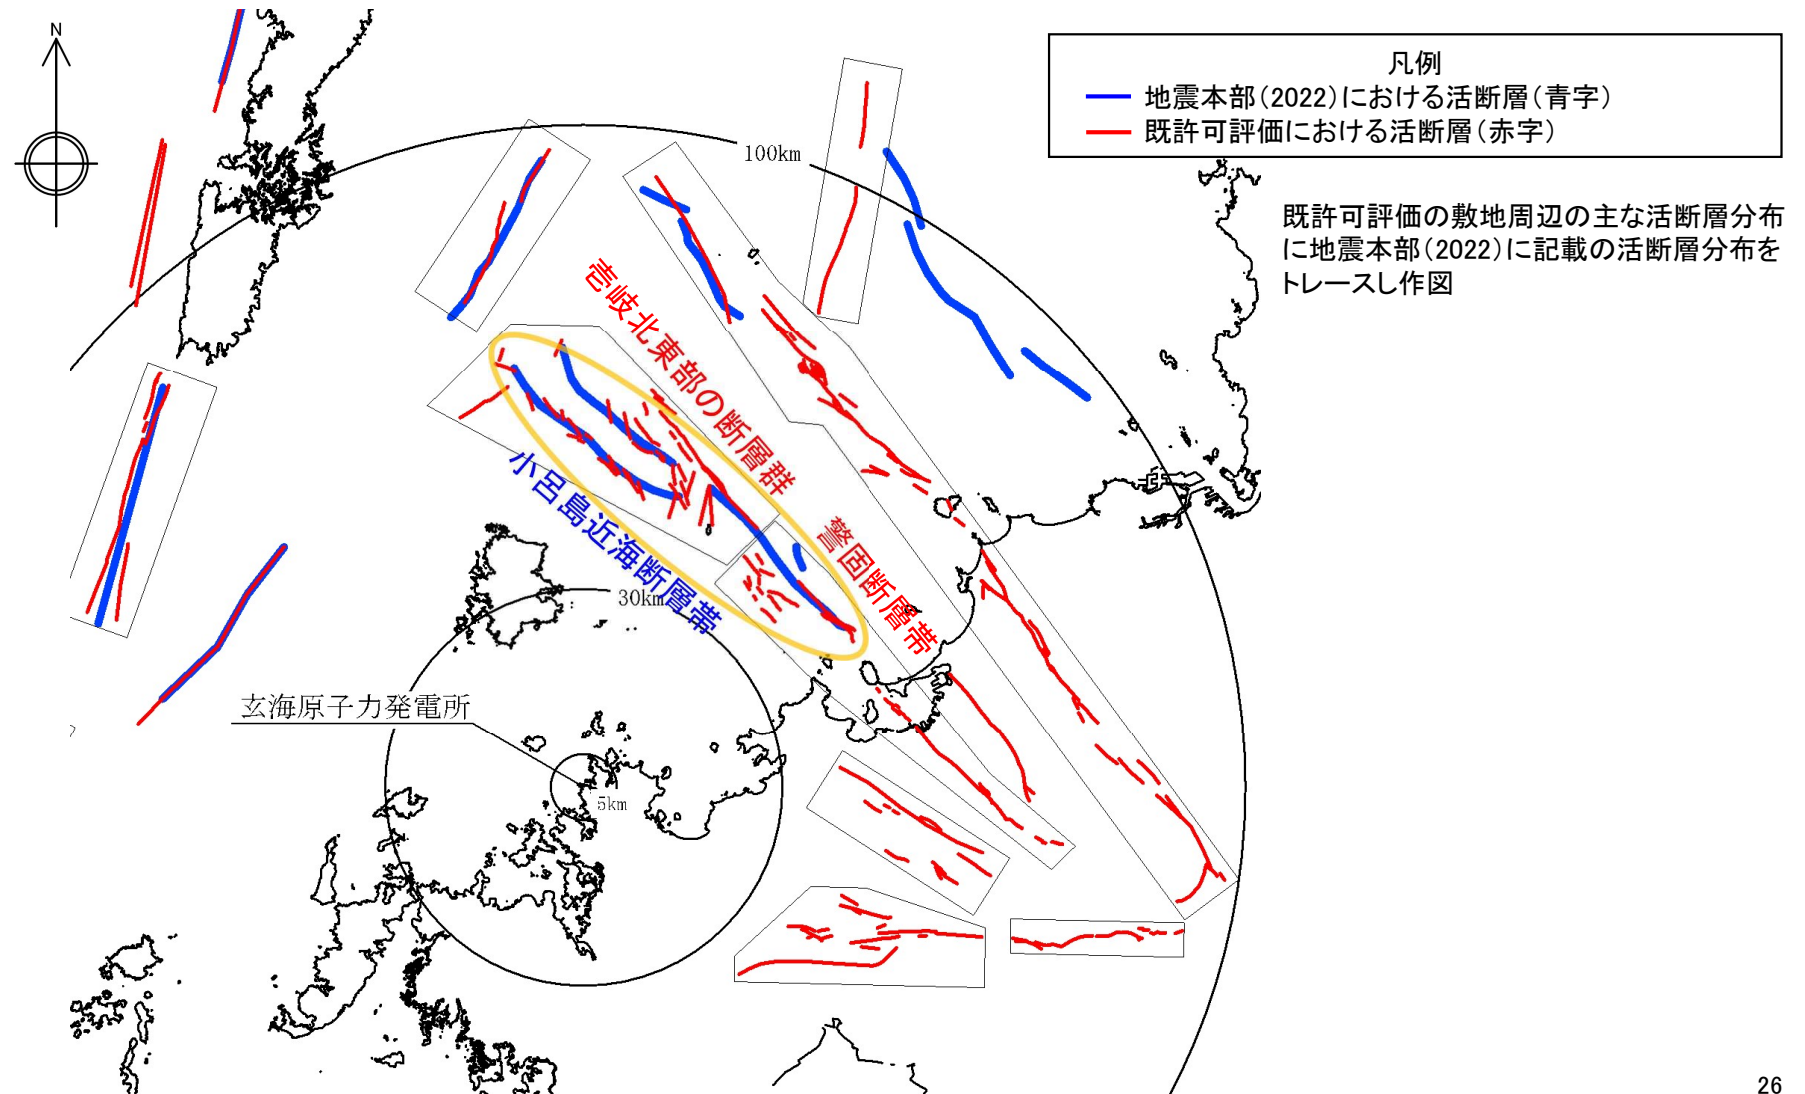 N
凡例
地震本部(2022)における活断層(青字)
既許可評価における活断層(赤字)
100km
既許可評価の敷地周辺の主な活断層分布
に地震本部(2022)に記載の活断層分布を
トレースし作図
壱岐北東部の断層群
小呂島近海断層帯
警固断層帯
30km
玄海原子力発電所
5km
26